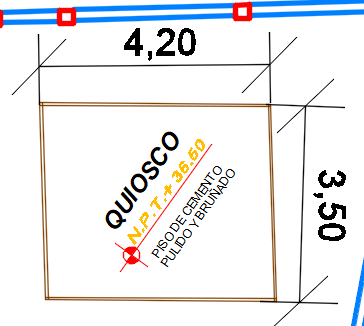 4,20
QUIOSCO
N.P.T.+ 36.50
PISO DE CEMENTO
PULIDO Y BRUÑADO
3,50